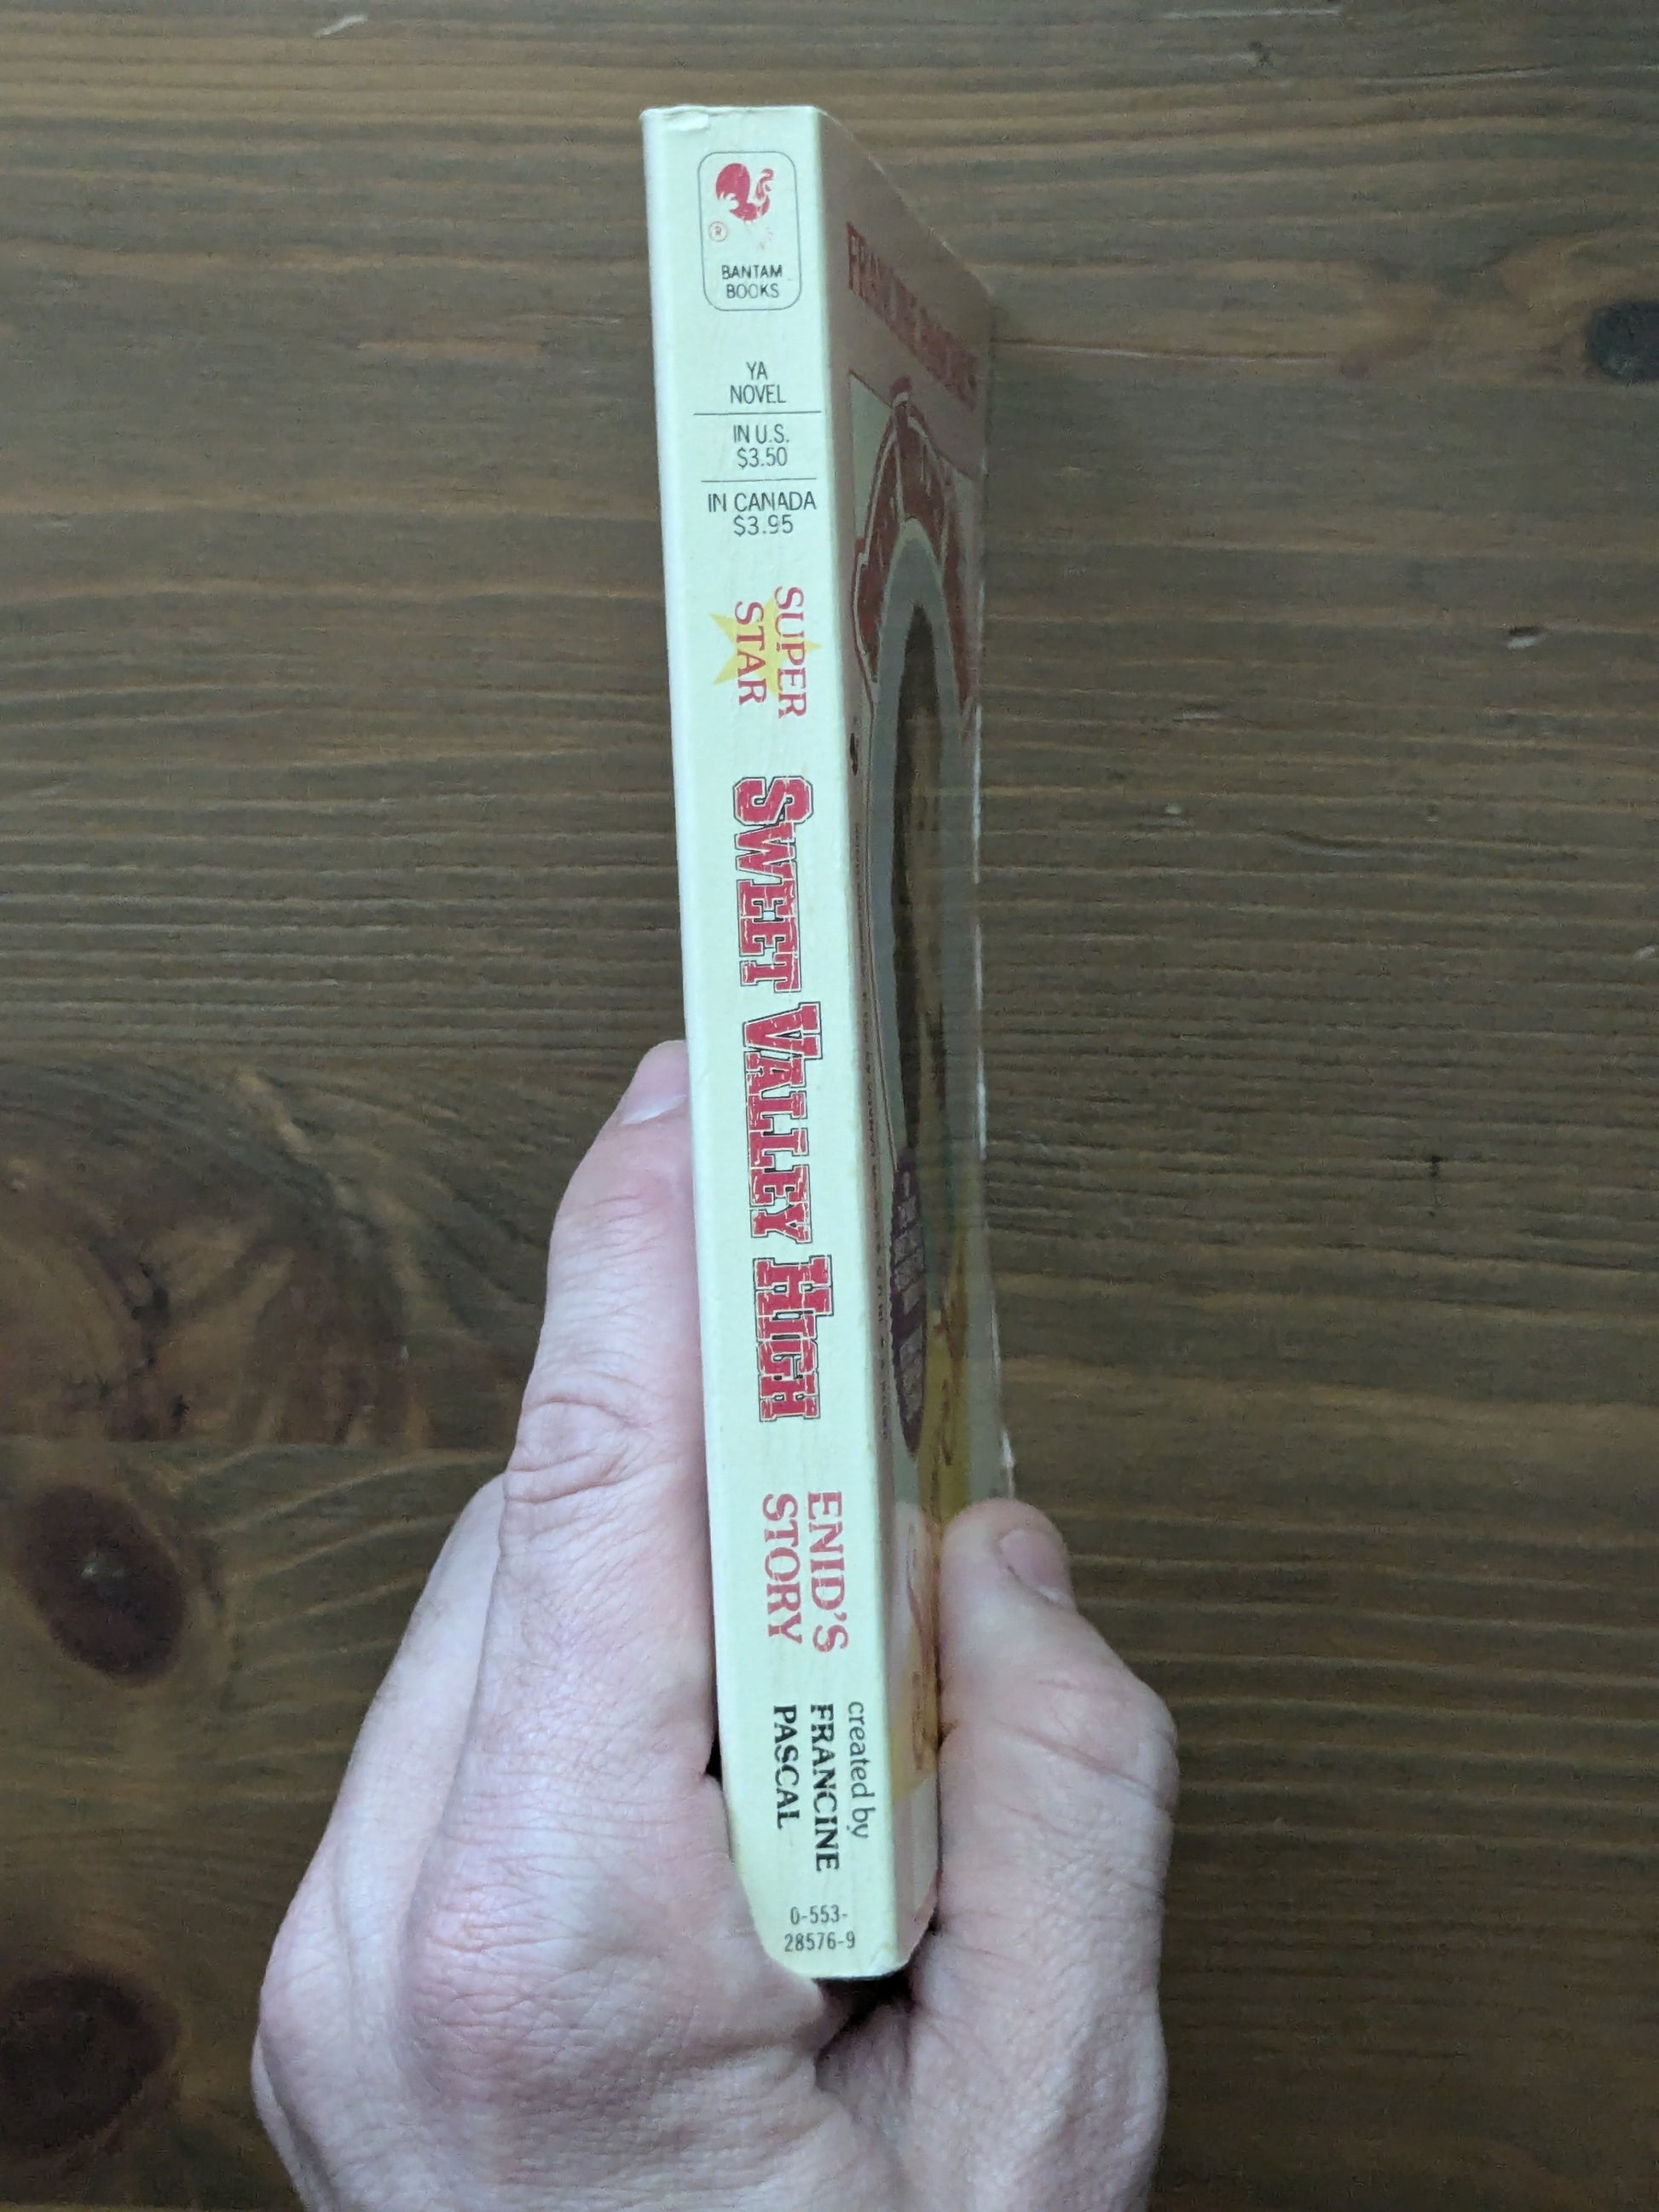 ®
BANTAM
BOOKS
YA
NOVEL
IN U.S.
$3.50
IN CANADA
$3.95
SUPER
STAR
SWEET VALLEY HIGH
ENID'S
STORY
created by
FRANCINE
PASCAL
0-553-
28576-9